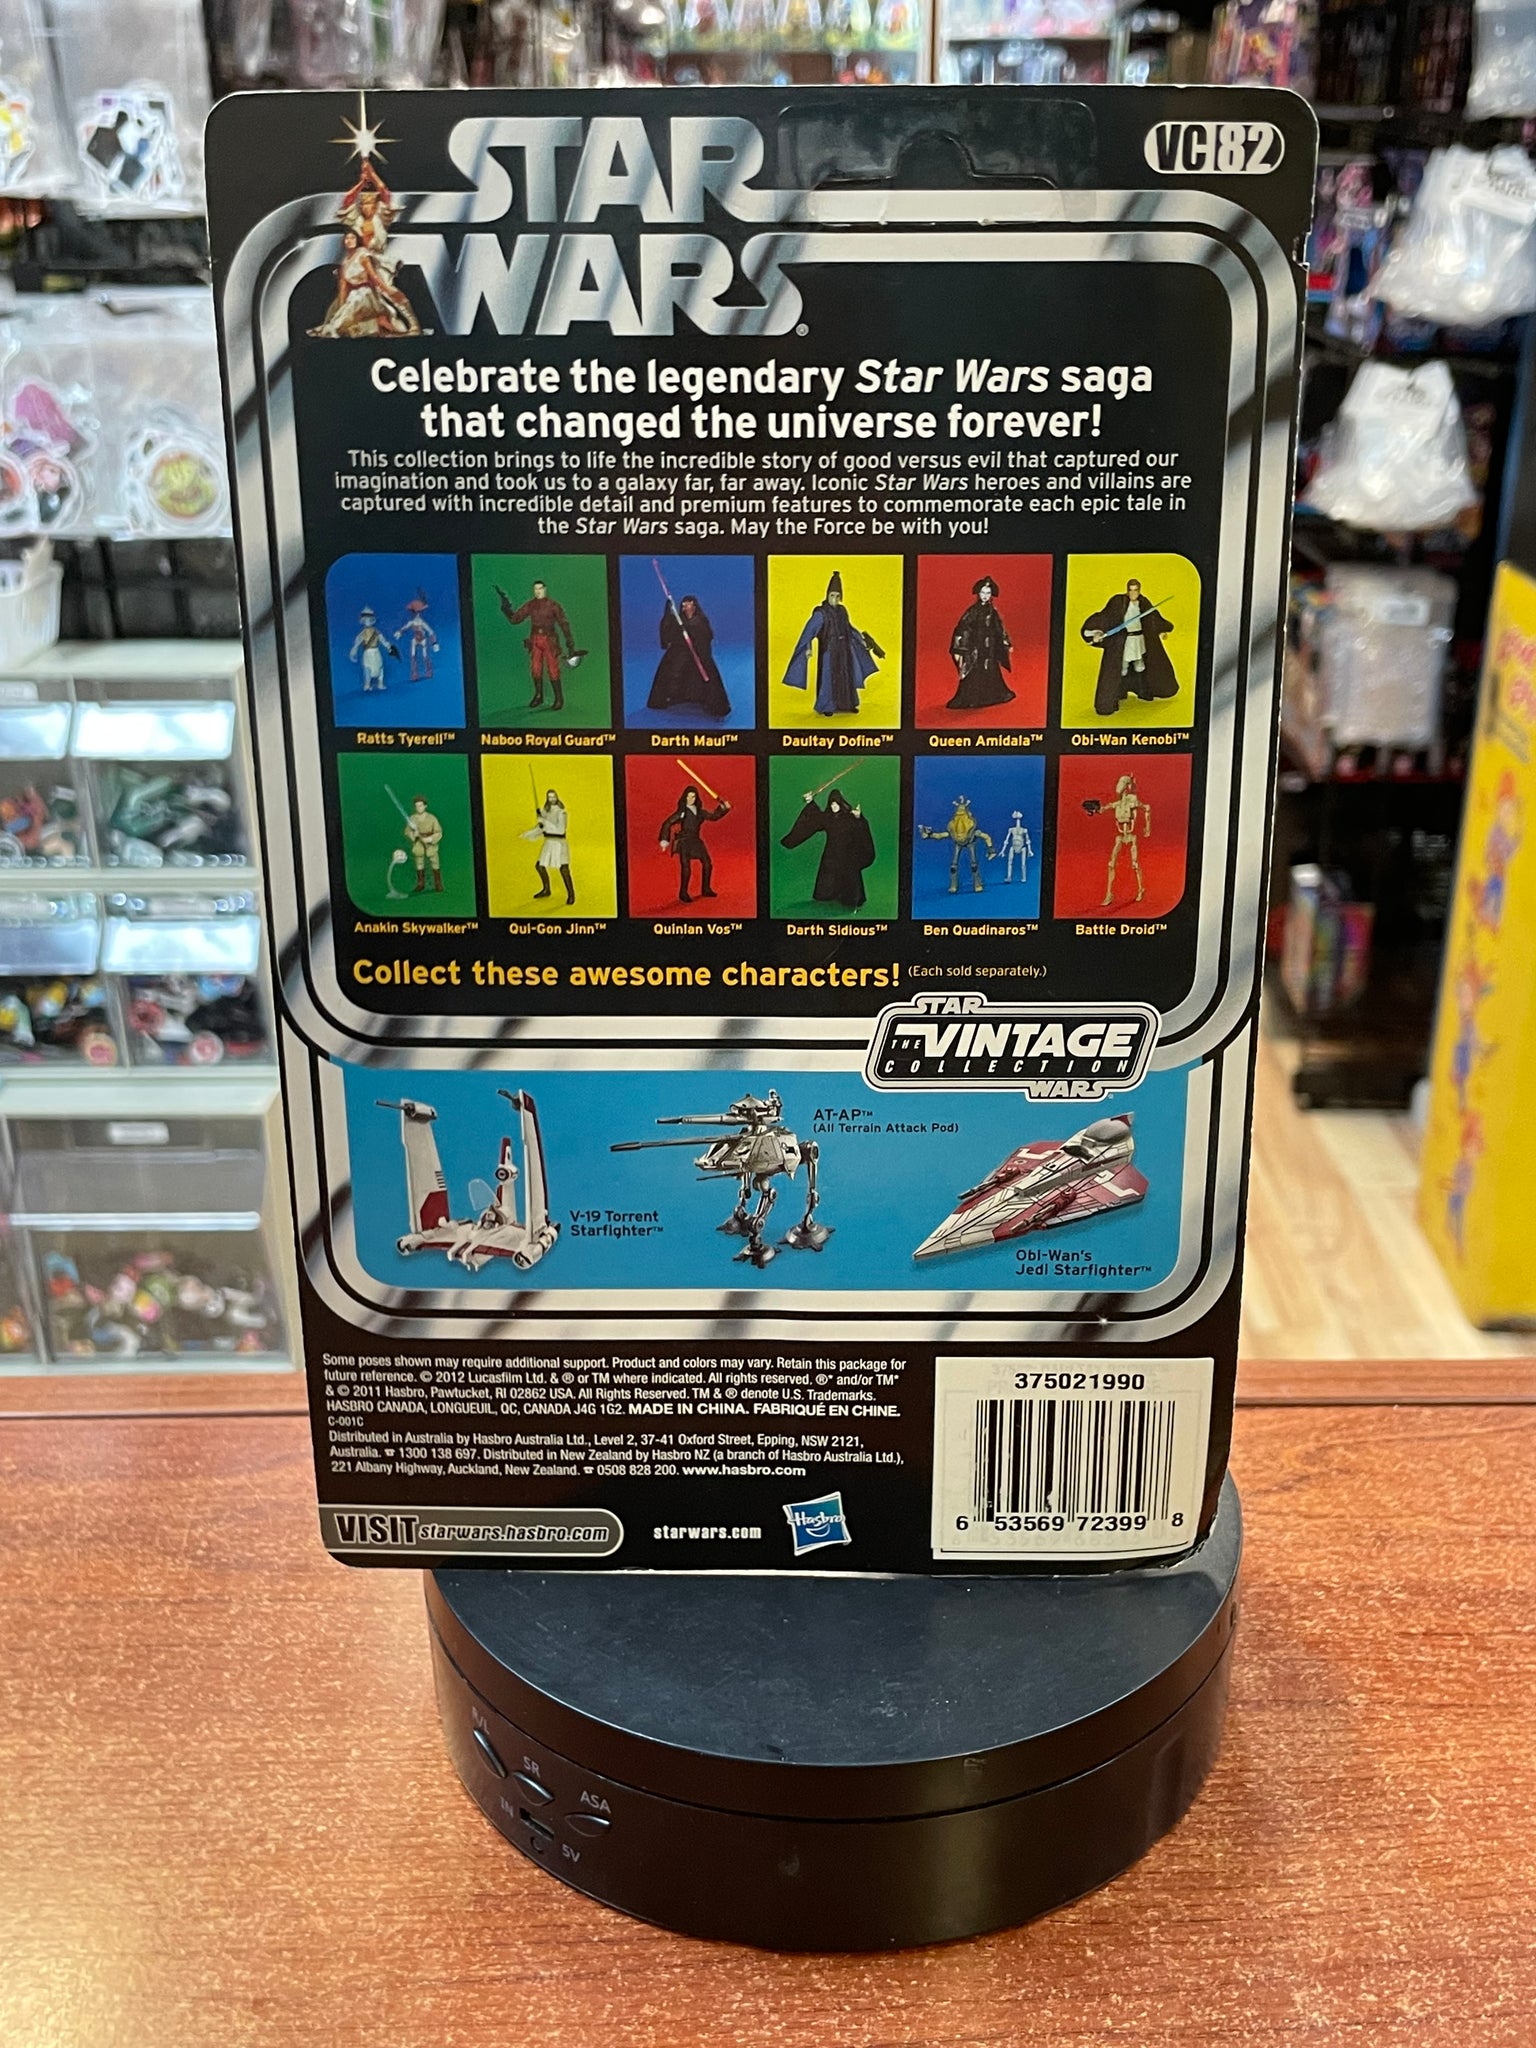 STAR
WARS®
VC82
Celebrate the legendary Star Wars saga
that changed the universe forever!
This collection brings to life the incredible story of good versus evil that captured our
imagination and took us to a galaxy far, far away. Iconic Star Wars heroes and villains are
captured with incredible detail and premium features to commemorate each epic tale in
the Star Wars saga. May the Force be with you!
Ratts Tyerell™ Naboo Royal Guard™ Darth Maul™ Daultay Dofine™ Queen Amidala™ Obi-Wan Kenobi™
Anakin Skywalker™ Qui-Gon Jinn™ Quinlan Vos™ Darth Sidious™ Ben Quadinaros™ Battle Droid™
Collect these awesome characters! (Each sold separately.)
STAR
THE VINTAGE
COLLECTION
WARS
V-19 Torrent
Starfighter™
AT-AP™
(All Terrain Attack Pod)
Obi-Wan's
Jedi Starfighter™
Some poses shown may require additional support. Product and colors may vary. Retain this package for
future reference. © 2012 Lucasfilm Ltd. & ® or TM where indicated. All rights reserved. ®* and/or TM*
& © 2011 Hasbro, Pawtucket, RI 02862 USA. All Rights Reserved. TM & ® denote U.S. Trademarks.
HASBRO CANADA, LONGUEUIL, QC, CANADA J4G 1G2. MADE IN CHINA. FABRIQUÉ EN CHINE.
C-001C
Distributed in Australia by Hasbro Australia Ltd., Level 2, 37-41 Oxford Street, Epping, NSW 2121,
Australia. ☎ 1300 138 697. Distributed in New Zealand by Hasbro NZ (a branch of Hasbro Australia Ltd.),
221 Albany Highway, Auckland, New Zealand. ☎ 0508 828 200. www.hasbro.com
VISIT starwars.hasbro.com
starwars.com
Hasbro
375021990
6 53569 72399 8
R/L
SR
ASA
IN
5V